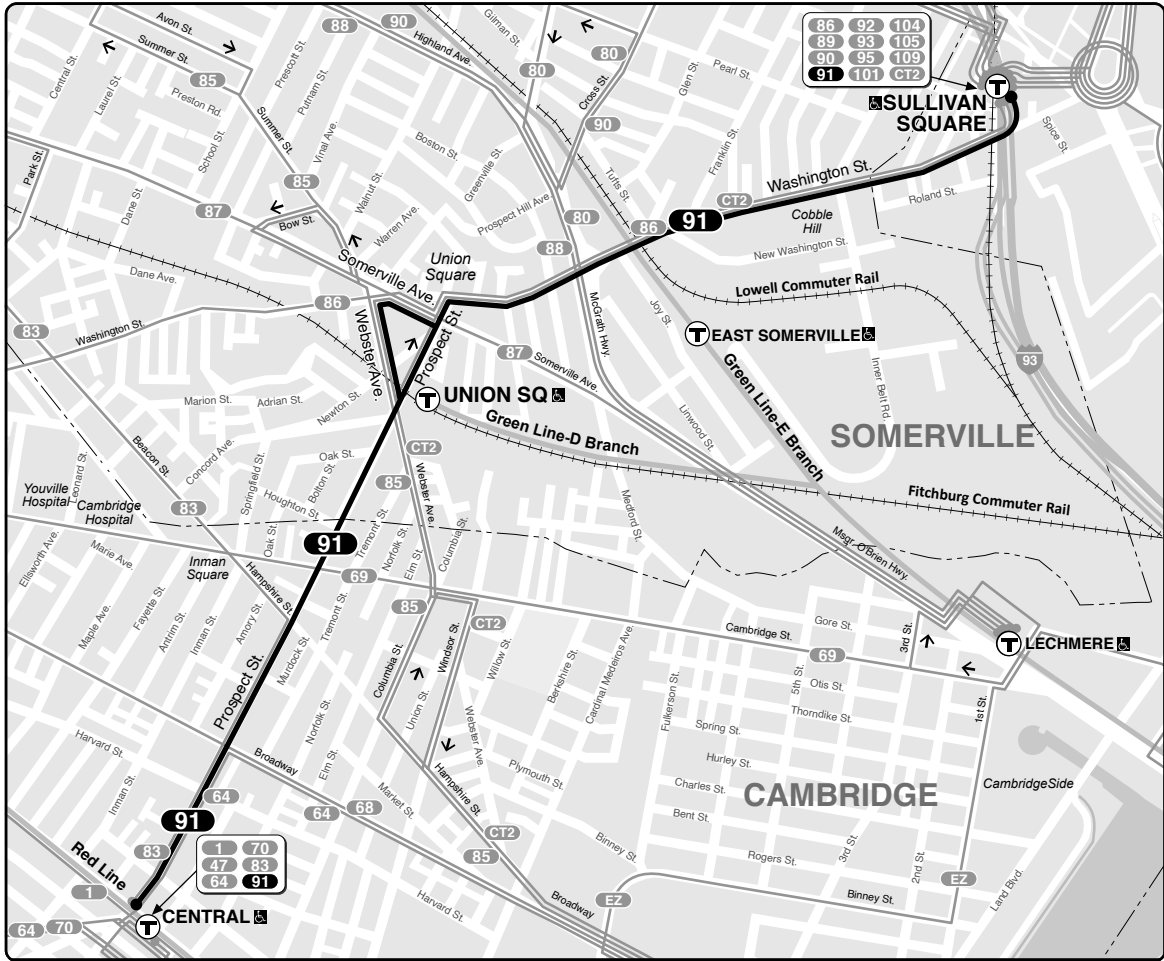 Avon St.
Summer St.
Central St.
Laurel St.
85
Preston Rd.
School St.
Prescott St.
Putnam St.
88
90
Highland Ave.
Gilman St.
80
80
Cross St.
90
Glen St.
Pearl St.
86 92 104
89 93 105
90 95 109
91 101 CT2
T
SULLIVAN
SQUARE
Spice St.
Park St.
Dane St.
Summer St.
Vinal Ave.
85
Walnut St.
Boston St.
Greenville St.
Warren Ave.
Prospect Hill Ave.
Tufts St.
Franklin St.
Washington St.
CT2
Roland St.
87
Bow St.
80
86
91
Cobble
Hill
88
New Washington St.
Union
Square
Somerville Ave.
Dane Ave.
86
Lowell Commuter Rail
83
Washington St.
Webster Ave.
Prospect St.
87
Somerville Ave.
McGrath Hwy.
Joy St.
T EAST SOMERVILLE
Inner Belt Rd.
93
Marion St.
Adrian St.
Newton St.
T UNION SQ
Green Line-D Branch
Linwood St.
Green Line-E Branch
SOMERVILLE
Beacon St.
Concord Ave.
Springfield St.
Oak St.
Bolton St.
Houghton St.
CT2
85
Webster Ave.
Fitchburg Commuter Rail
Leonard St.
Youville
Hospital
Cambridge
Hospital
83
Oak St.
91
Tremont St.
Norfolk St.
Elm St.
Columbia St.
Medford St.
Msgr. O'Brien Hwy.
Ellsworth Ave.
Marie Ave.
Inman
Square
Hampshire St.
69
Maple Ave.
Fayette St.
Antrim St.
Inman St.
Amory St.
Murdock St.
Tremont St.
85
CT2
Columbia St.
Windsor St.
Willow St.
Berkshire St.
Cardinal Medeiros Ave.
Cambridge St.
69
Gore St.
3rd St.
T LECHMERE
Prospect St.
Union St.
Webster Ave.
Fulkerson St.
5th St.
Otis St.
Thorndike St.
1st St.
Norfolk St.
Elm St.
Spring St.
Hurley St.
Harvard St.
Inman St.
Broadway
Plymouth St.
Charles St.
CAMBRIDGE
CambridgeSide
Hampshire St.
64
64
68
Market St.
Bent St.
91
83
CT2
85
Binney St.
Rogers St.
3rd St.
2nd St.
EZ
Land Blvd.
1 70
47 83
64 91
Red Line
1
Harvard St.
EZ
Broadway
Binney St.
T CENTRAL
64
70